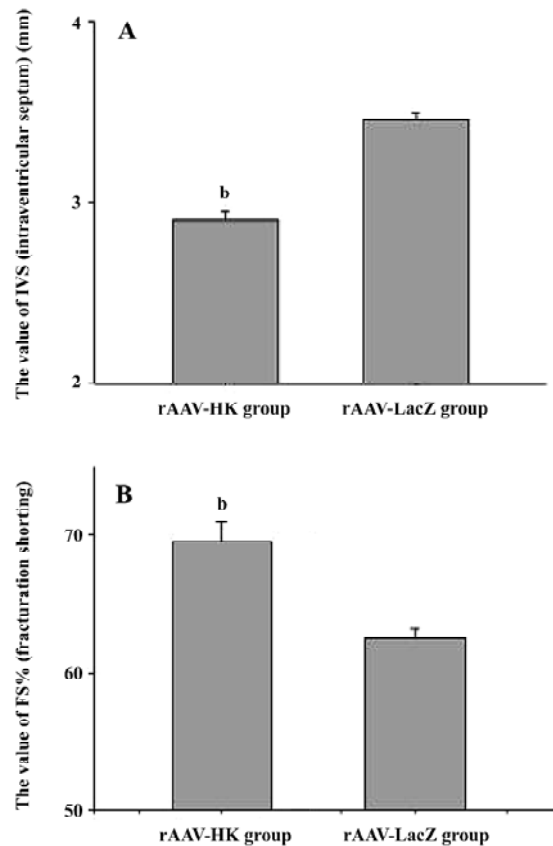 The value of IVS (intraventricular septum) (mm)
A
4
3
2
b
rAAV-HK group
rAAV-LacZ group
The value of FS% (fracturation shorting)
B
70
60
50
b
rAAV-HK group
rAAV-LacZ group